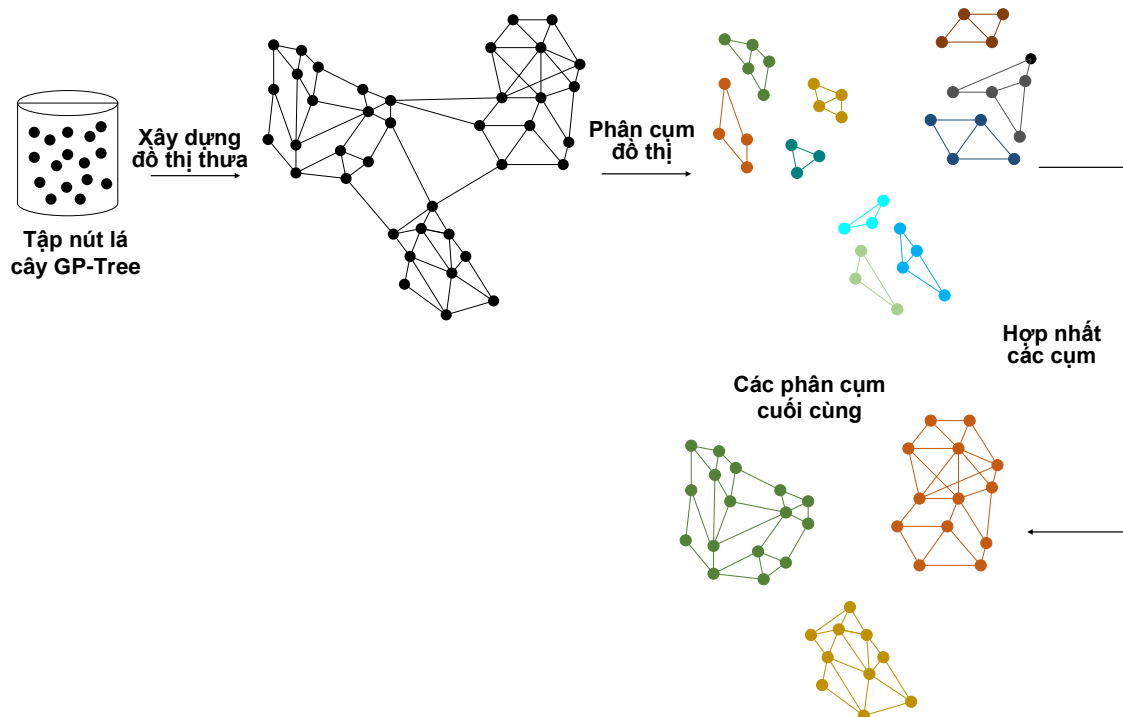 Xây dựng
đồ thị thưa
Phân cụm
đồ thị
Tập nút lá
cây GP-Tree
Hợp nhất
các cụm
Các phân cụm
cuối cùng